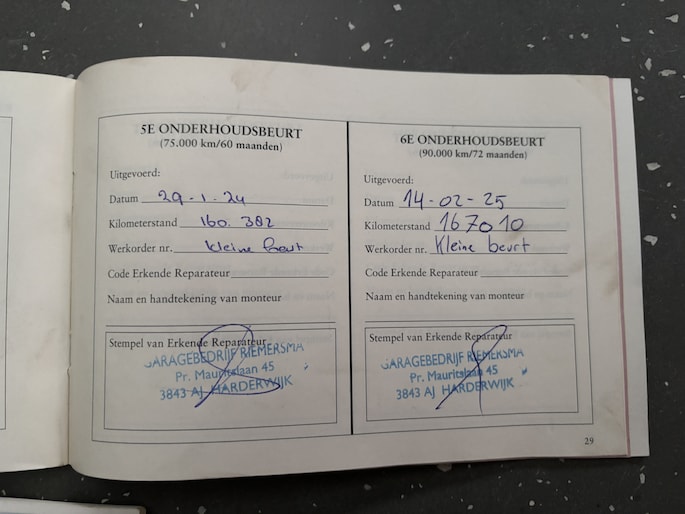 5E ONDERHOUDSBEURT
(75.000 km/60 maanden)
Uitgevoerd:
Datum 29-1-24
Kilometerstand 160.382
Werkorder nr. kleine beurt
Code Erkende Reparateur
Naam en handtekening van monteur
Stempel van Erkende Reparateur
GARAGEBEDRIJF RIEMERSMA
Pr. Mauritslaan 45
3843 AJ HARDERWIJK
6E ONDERHOUDSBEURT
(90.000 km/72 maanden)
Uitgevoerd:
Datum 14-02-25
Kilometerstand 167010
Werkorder nr. Kleine beurt
Code Erkende Reparateur
Naam en handtekening van monteur
Stempel van Erkende Reparateur
GARAGEBEDRIJF RIEMERSMA
Pr. Mauritslaan 45
3843 AJ HARDERWIJK
29